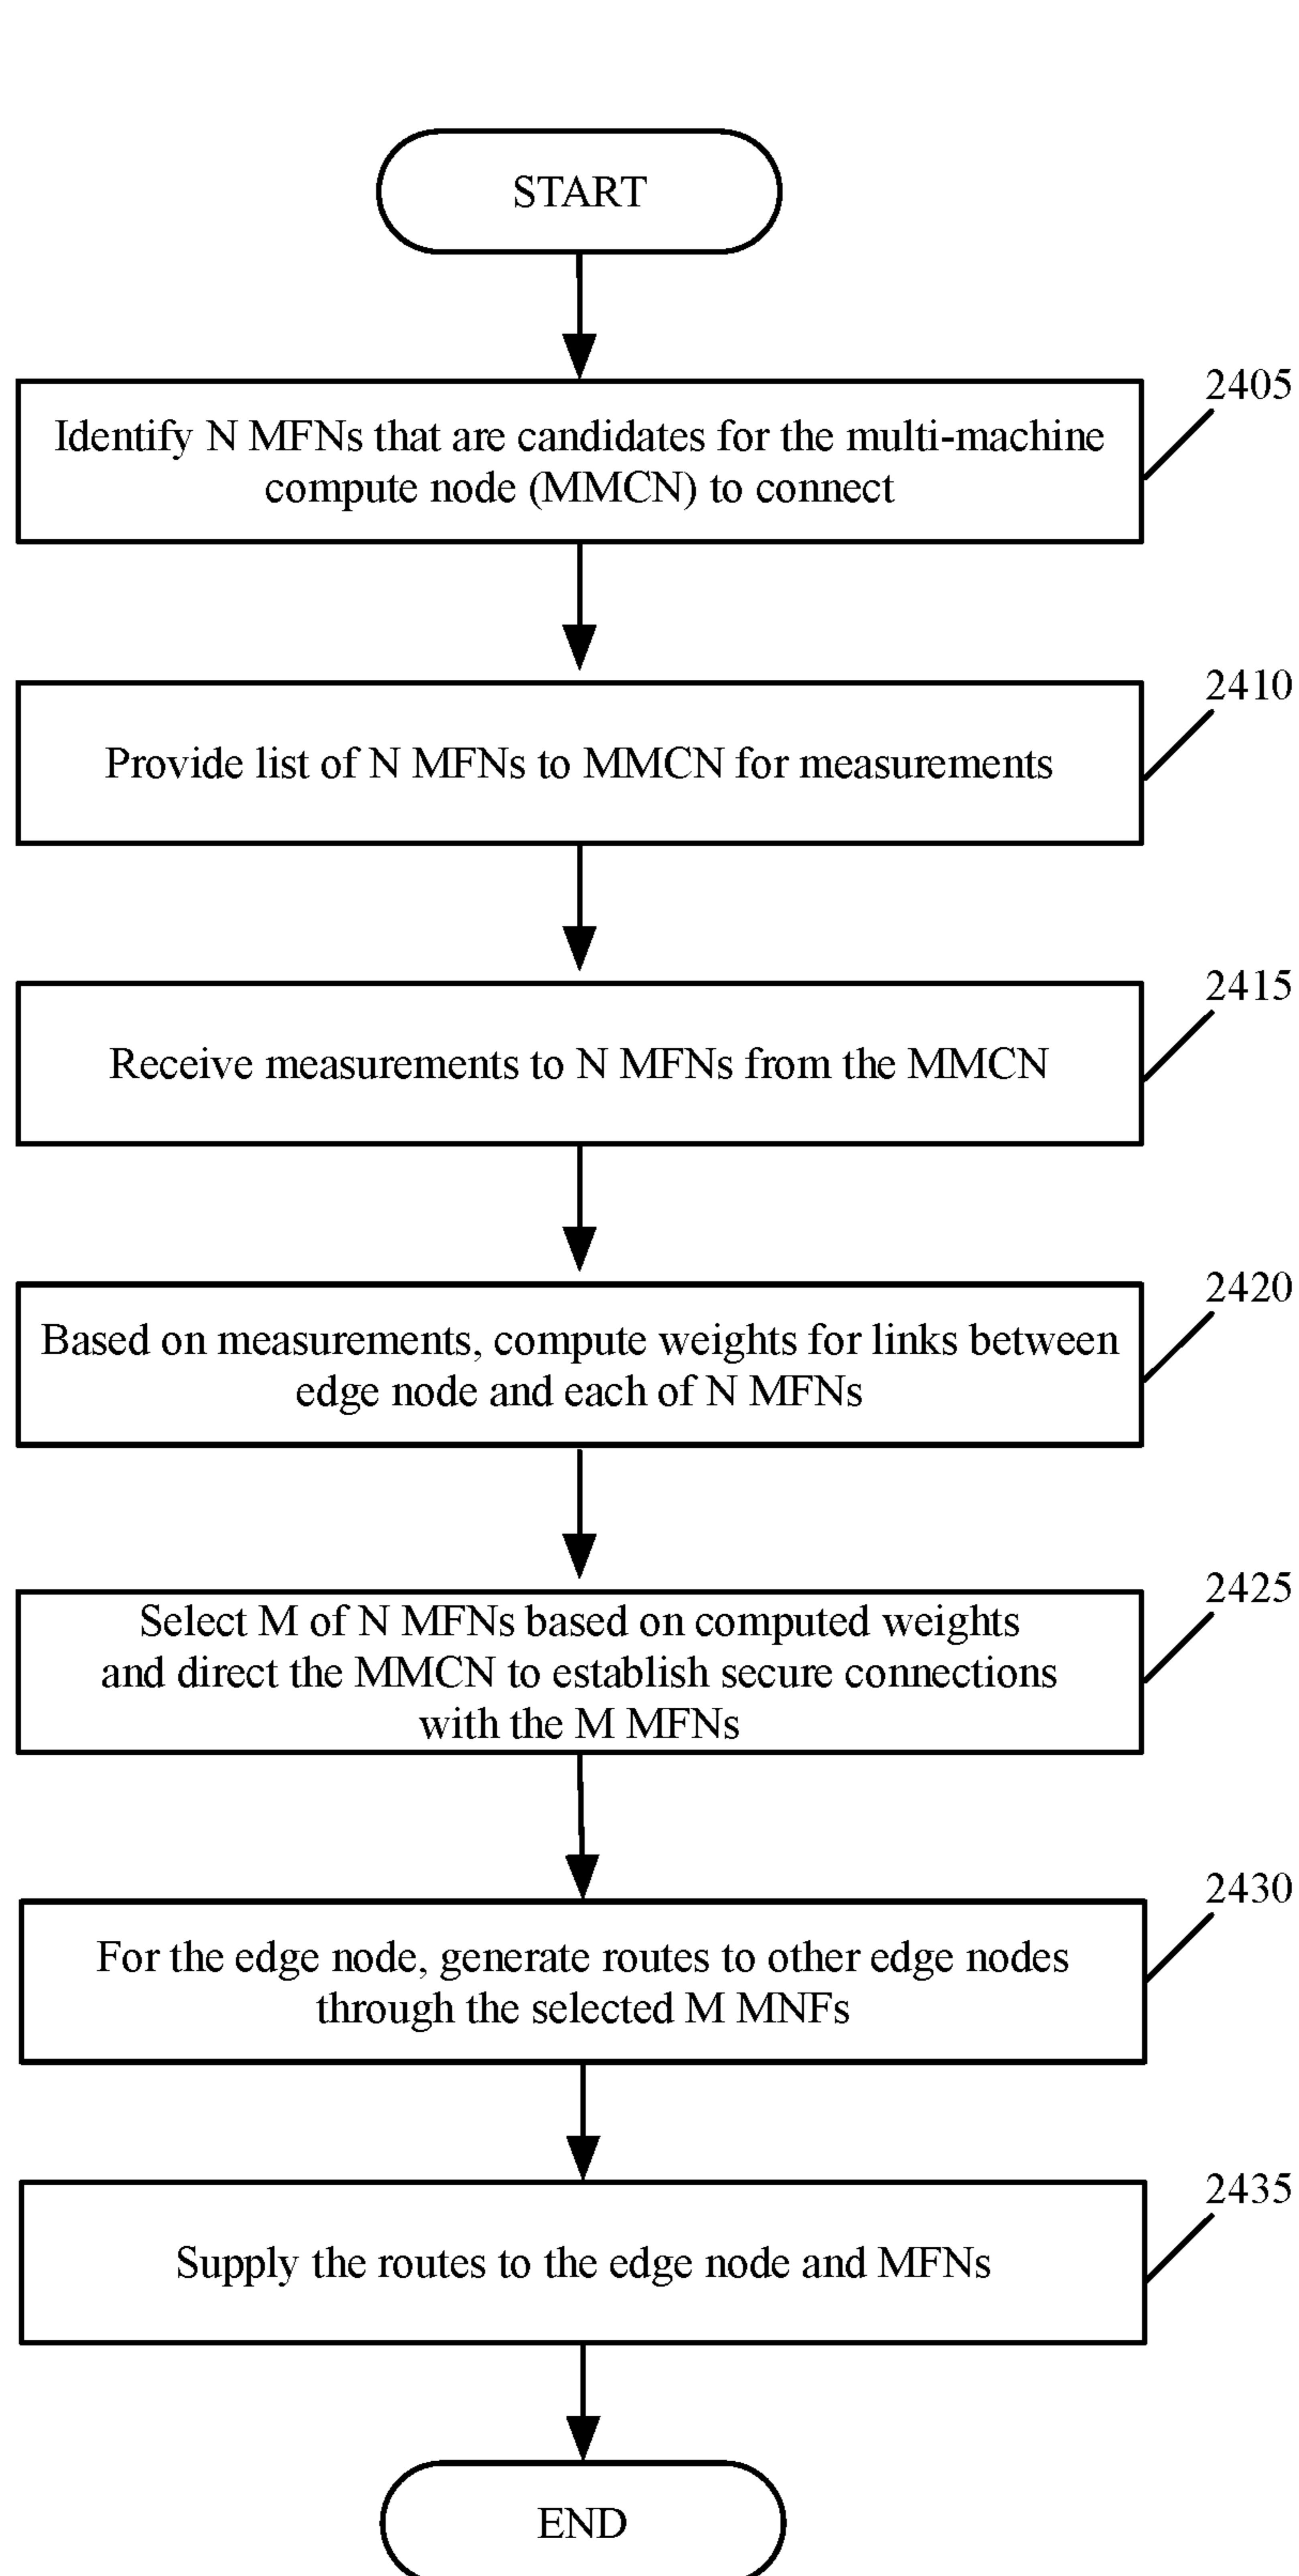 START
2405
Identify N MFNs that are candidates for the multi-machine
compute node (MMCN) to connect
2410
Provide list of N MFNs to MMCN for measurements
2415
Receive measurements to N MFNs from the MMCN
2420
Based on measurements, compute weights for links between
edge node and each of N MFNs
2425
Select M of N MFNs based on computed weights
and direct the MMCN to establish secure connections
with the M MFNs
2430
For the edge node, generate routes to other edge nodes
through the selected M MNFs
2435
Supply the routes to the edge node and MFNs
END